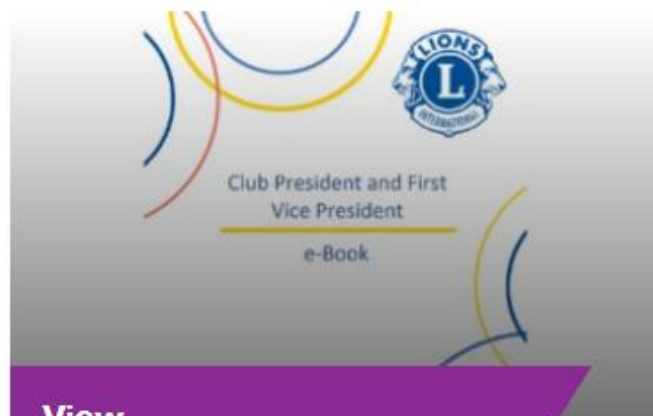 LIONS
L
INTERNATIONAL
Club President and First
Vice President
e-Book
View